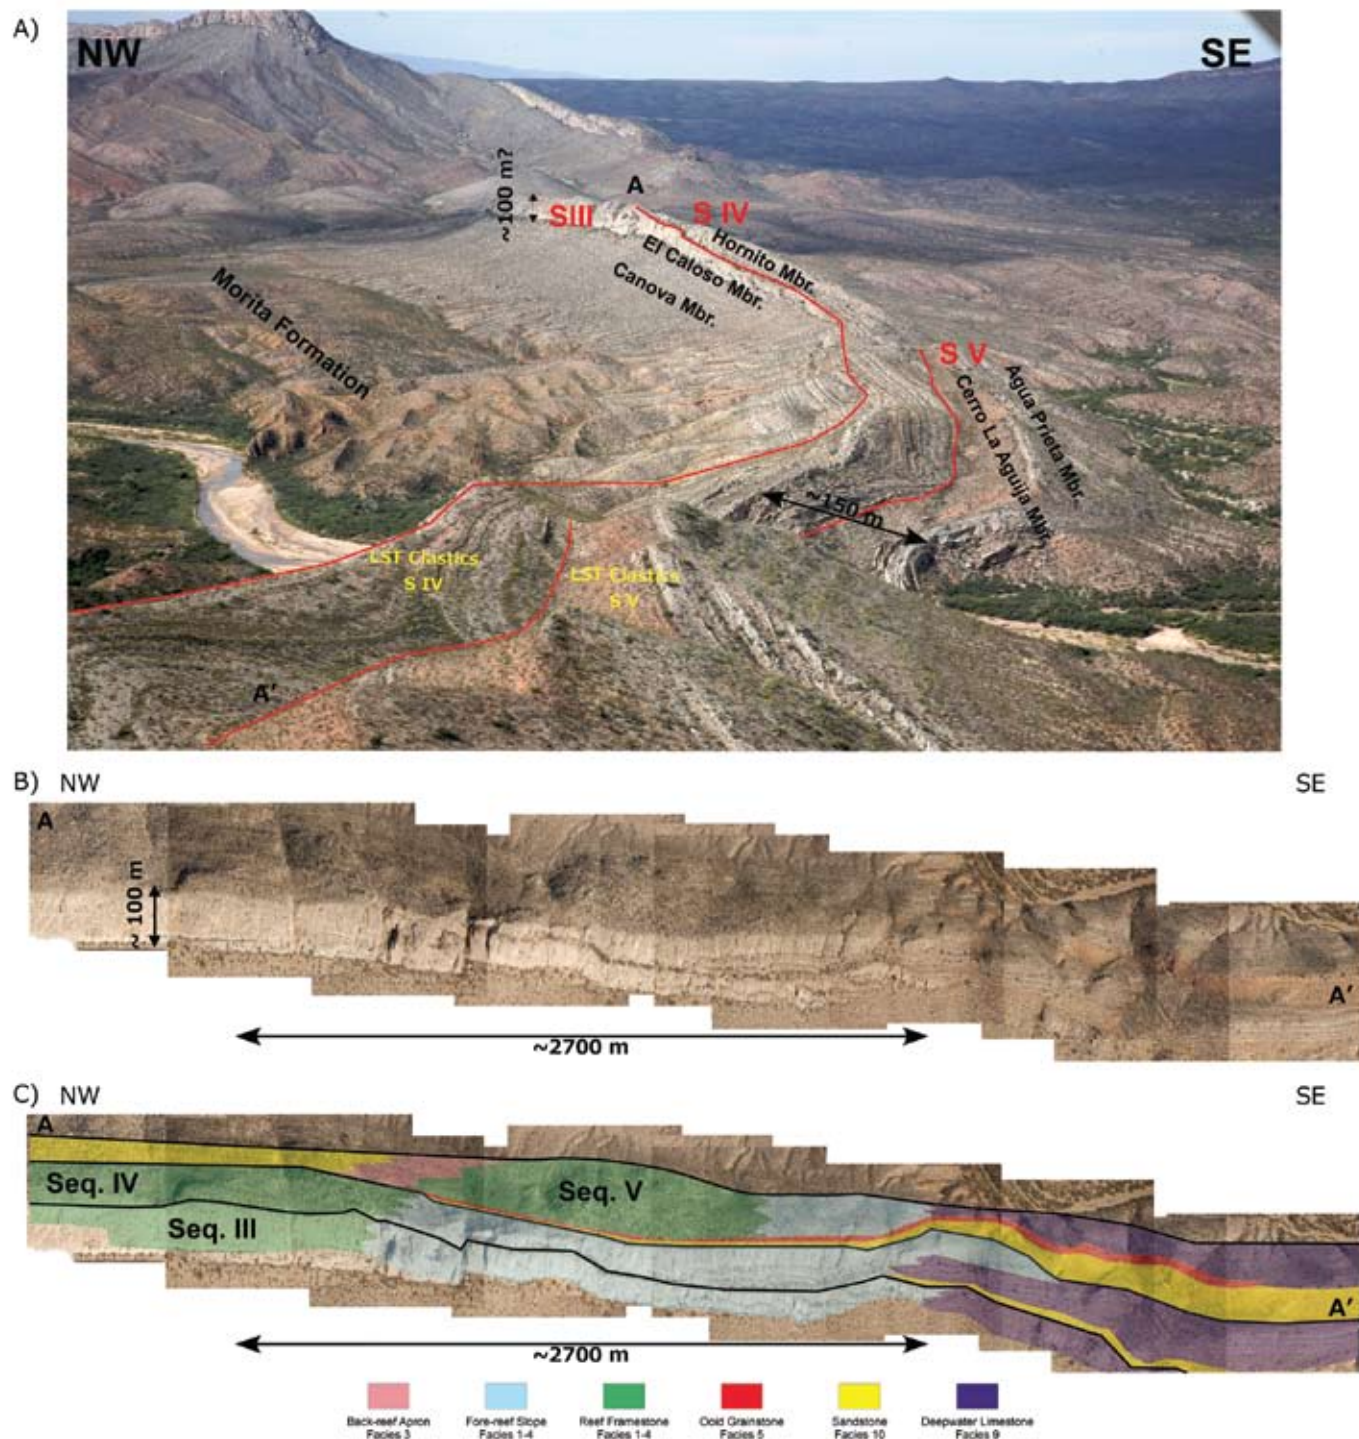 A)
NW
SE
~100 m?
A
SIII
S IV
Hornito Mbr.
El Caloso Mbr.
Canova Mbr.
Morita Formation
S V
Agua Prieta Mbr.
Cerro La Aguija Mbr.
~150 m
LST Clastics
S IV
LST Clastics
S V
A'
B)
NW
SE
A
~ 100 m
A'
~2700 m
C)
NW
SE
A
Seq. IV
Seq. V
Seq. III
A'
~2700 m
Back-reef Apron
Facies 3
Fore-reef Slope
Facies 1-4
Reef Framestone
Facies 1-4
Ooid Grainstone
Facies 5
Sandstone
Facies 10
Deepwater Limestone
Facies 9